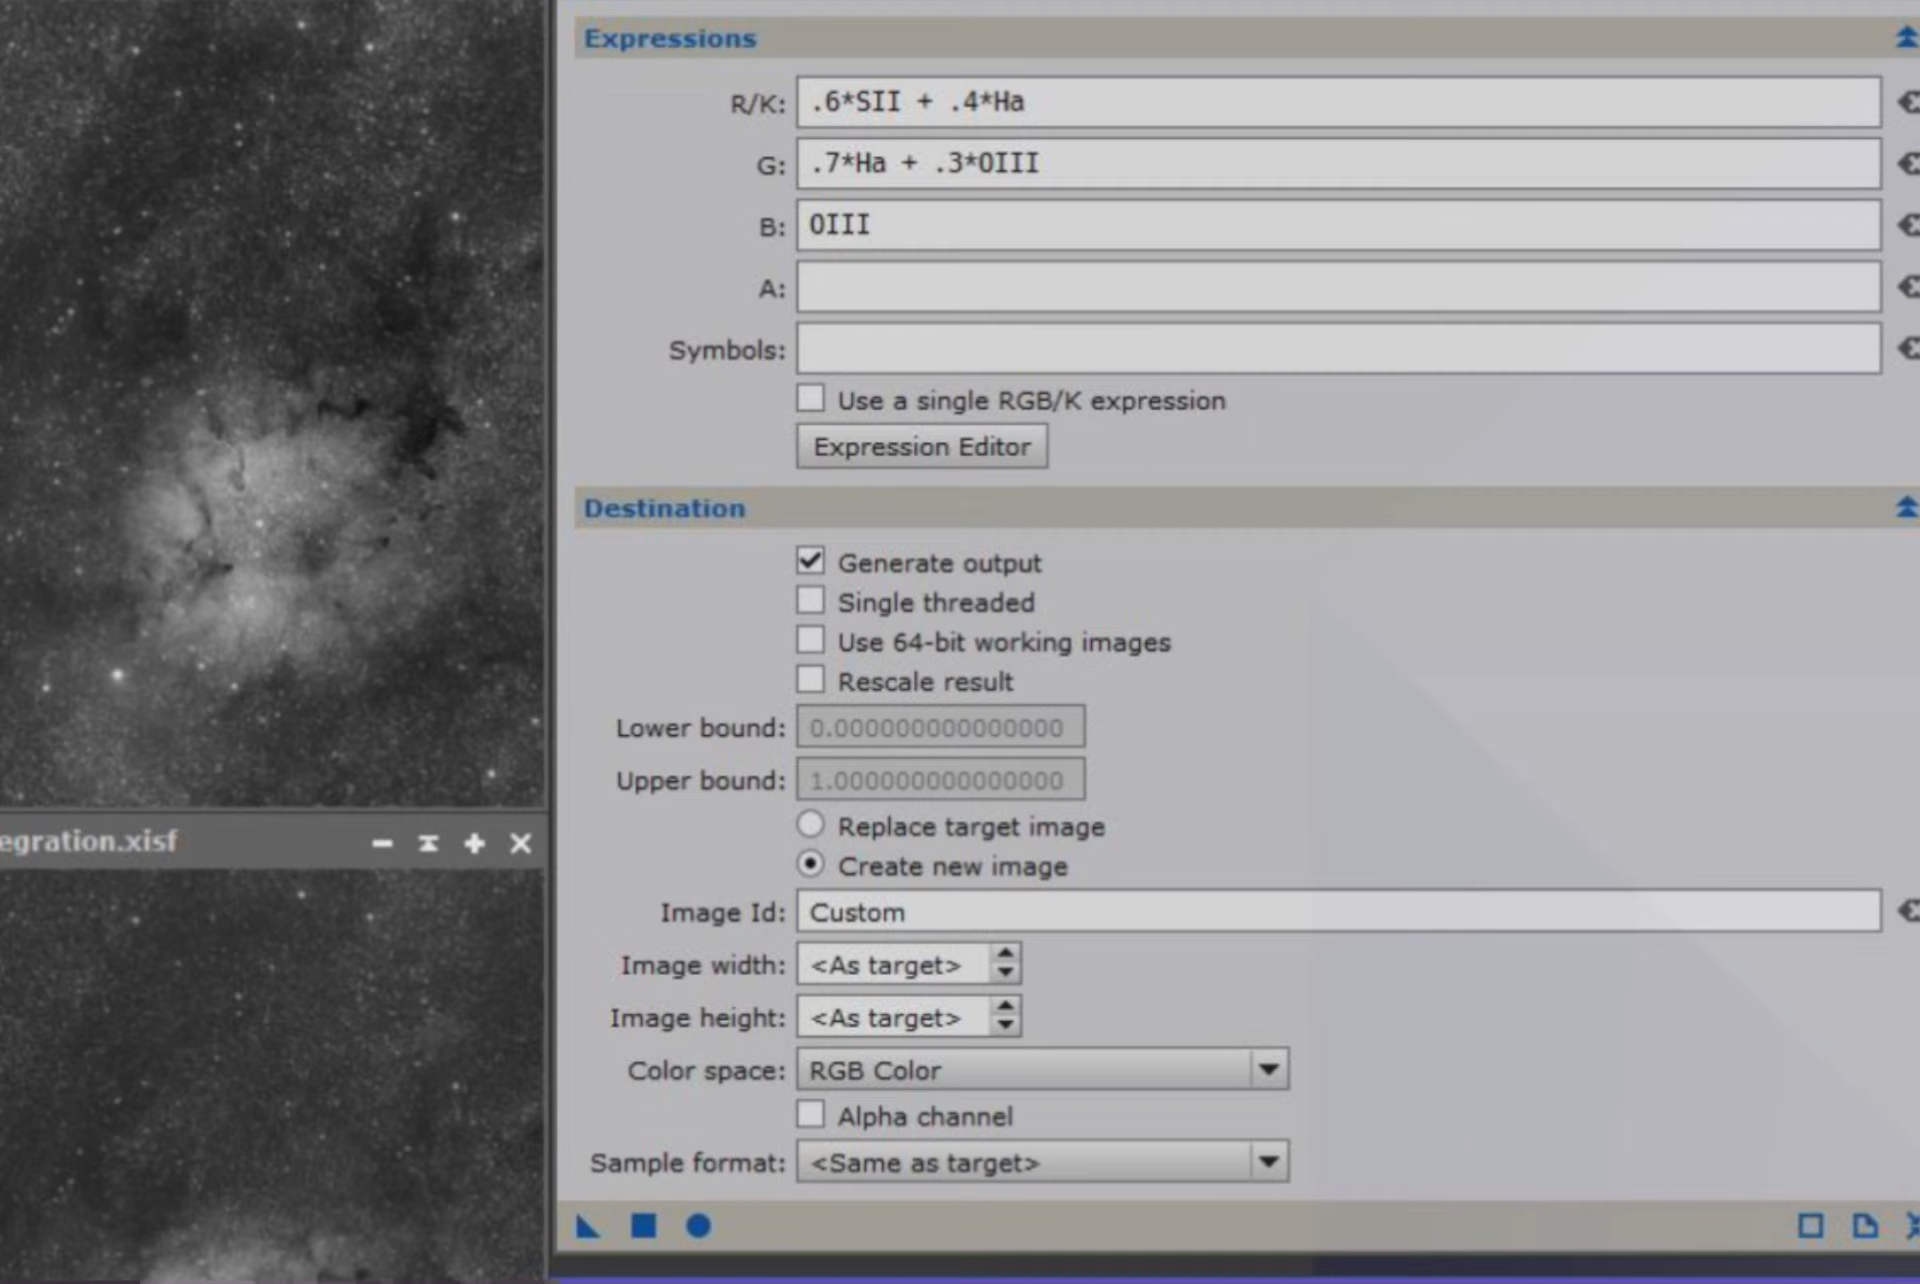 Expressions
R/K: .6*SII + .4*Ha
G: .7*Ha + .3*OIII
B: OIII
A:
Symbols:
Use a single RGB/K expression
Expression Editor
Destination
Generate output
Single threaded
Use 64-bit working images
Rescale result
Lower bound: 0.000000000000000
Upper bound: 1.000000000000000
Replace target image
egration.xisf
Create new image
Image Id: Custom
Image width: <As target>
Image height: <As target>
Color space: RGB Color
Alpha channel
Sample format: <Same as target>